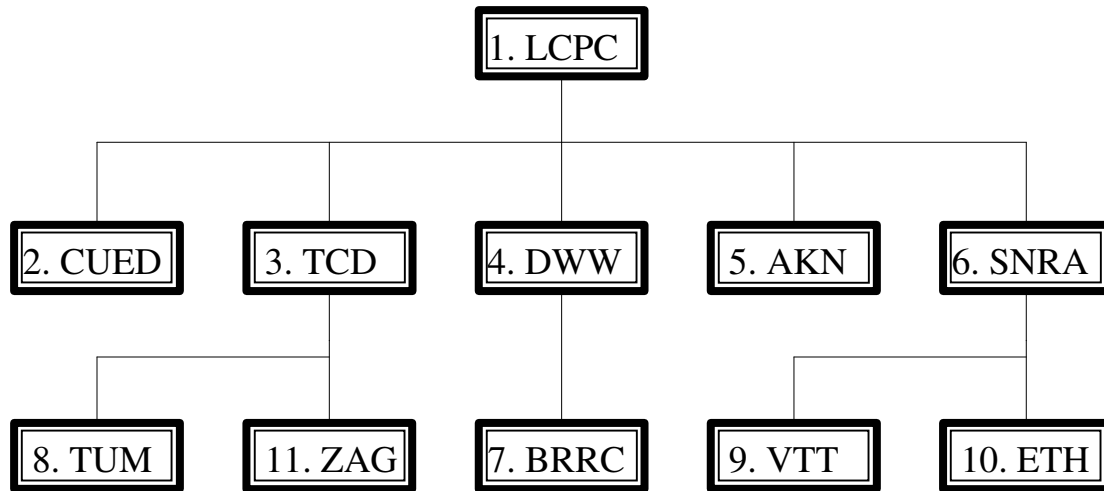 1. LCPC
2. CUED
3. TCD
4. DWW
5. AKN
6. SNRA
8. TUM
11. ZAG
7. BRRC
9. VTT
10. ETH